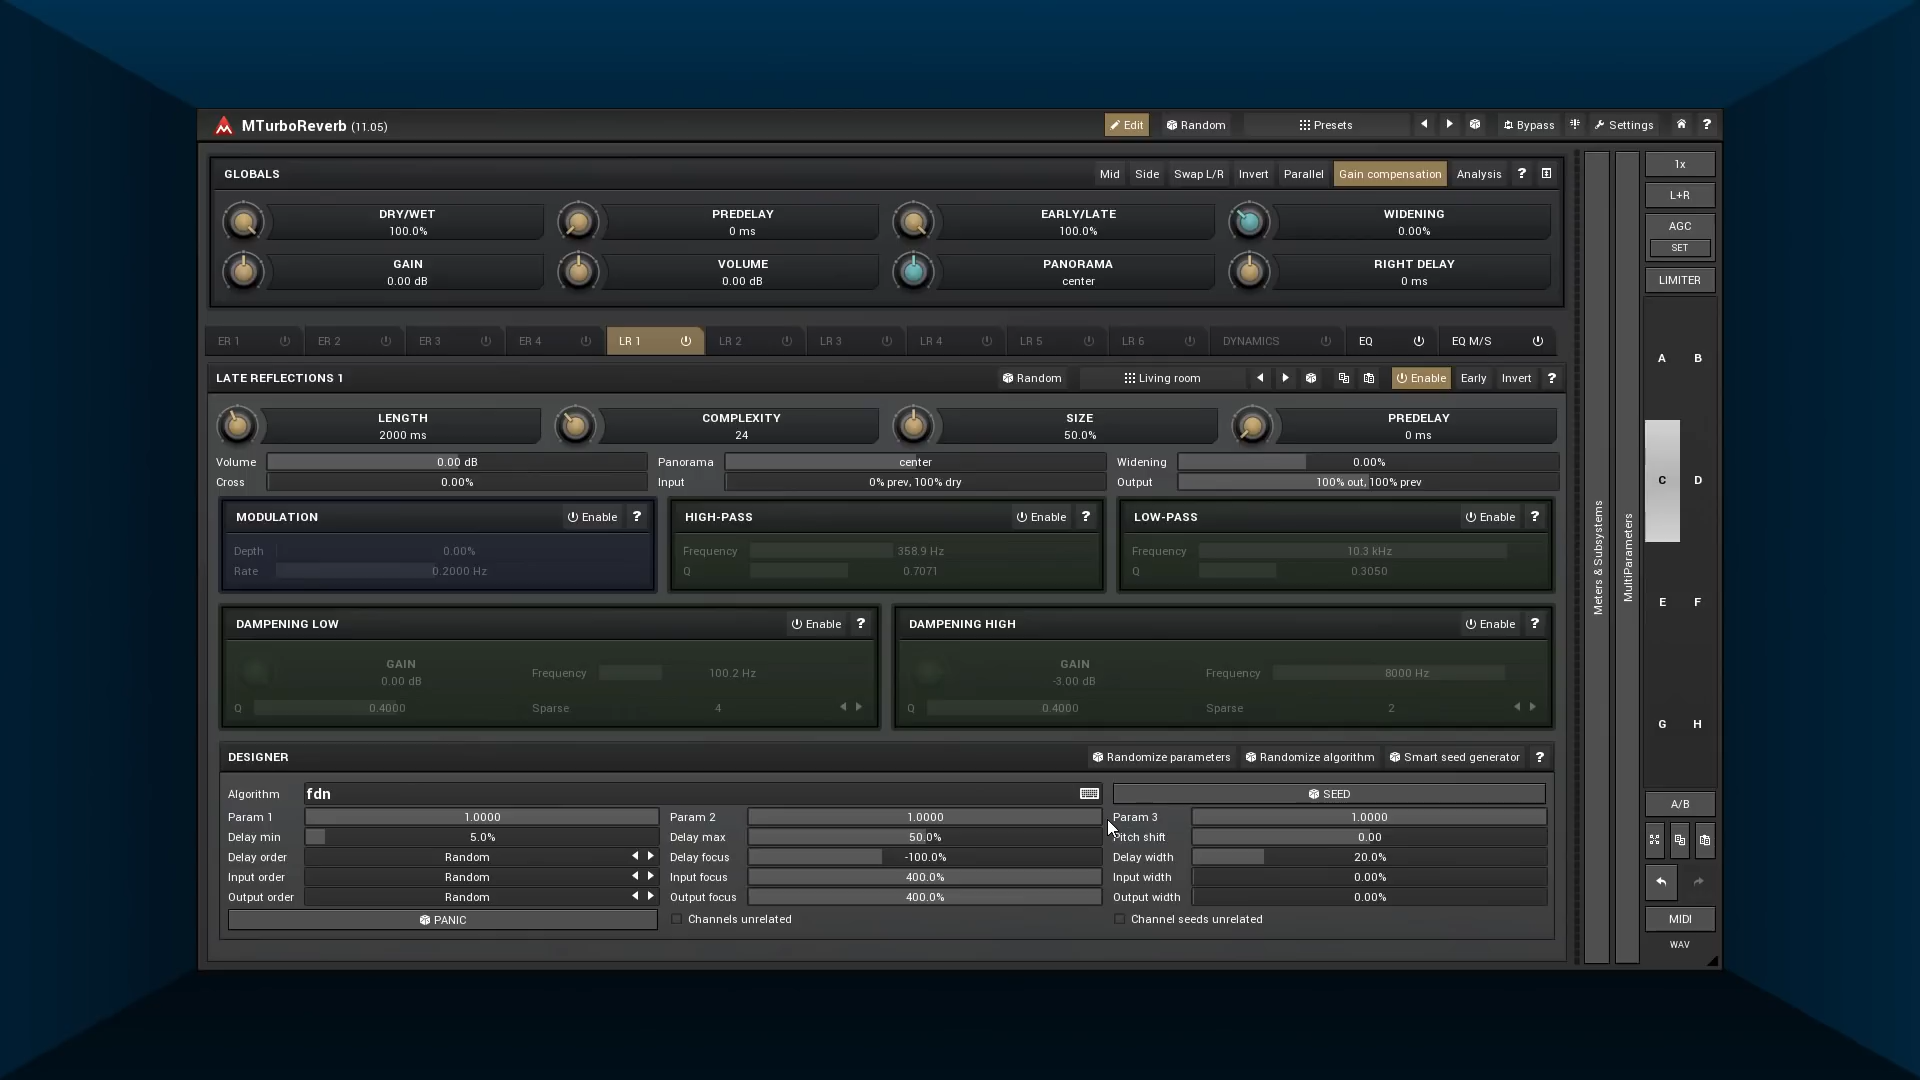 MTurboReverb (11.05) Edit Random Presets Bypass Settings ?
GLOBALS Mid Side Swap L/R Invert Parallel Gain compensation Analysis ?
DRY/WET PREDELAY EARLY/LATE WIDENING
100.0% 0 ms 100.0% 0.00%
GAIN VOLUME PANORAMA RIGHT DELAY
0.00 dB 0.00 dB center 0 ms
ER 1 ER 2 ER 3 ER 4 LR 1 LR 2 LR 3 LR 4 LR 5 LR 6 DYNAMICS EQ EQ M/S
LATE REFLECTIONS 1 Random Living room Enable Early Invert ?
LENGTH COMPLEXITY SIZE PREDELAY
2000 ms 24 50.0% 0 ms
Volume 0.00 dB Panorama center Widening 0.00%
Cross 0.00% Input 0% prev, 100% dry Output 100% out, 100% prev
MODULATION Enable ? HIGH-PASS Enable ? LOW-PASS Enable ?
Depth 0.00% Frequency 358.9 Hz Frequency 10.3 kHz
Rate 0.2000 Hz Q 0.7071 Q 0.3050
DAMPENING LOW Enable ? DAMPENING HIGH Enable ?
GAIN GAIN
0.00 dB Frequency 100.2 Hz -3.00 dB Frequency 8000 Hz
Q 0.4000 Sparse 4 Q 0.4000 Sparse 2
DESIGNER Randomize parameters Randomize algorithm Smart seed generator ?
Algorithm fdn SEED
Param 1 1.0000 Param 2 1.0000 Param 3 1.0000
Delay min 5.0% Delay max 50.0% Pitch shift 0.00
Delay order Random Delay focus -100.0% Delay width 20.0%
Input order Random Input focus 400.0% Input width 0.00%
Output order Random Output focus 400.0% Output width 0.00%
PANIC Channels unrelated Channel seeds unrelated
Meters & Subsystems
MultiParameters
1x
L+R
AGC
SET
LIMITER
A B
C D
E F
G H
A/B
MIDI
WAV